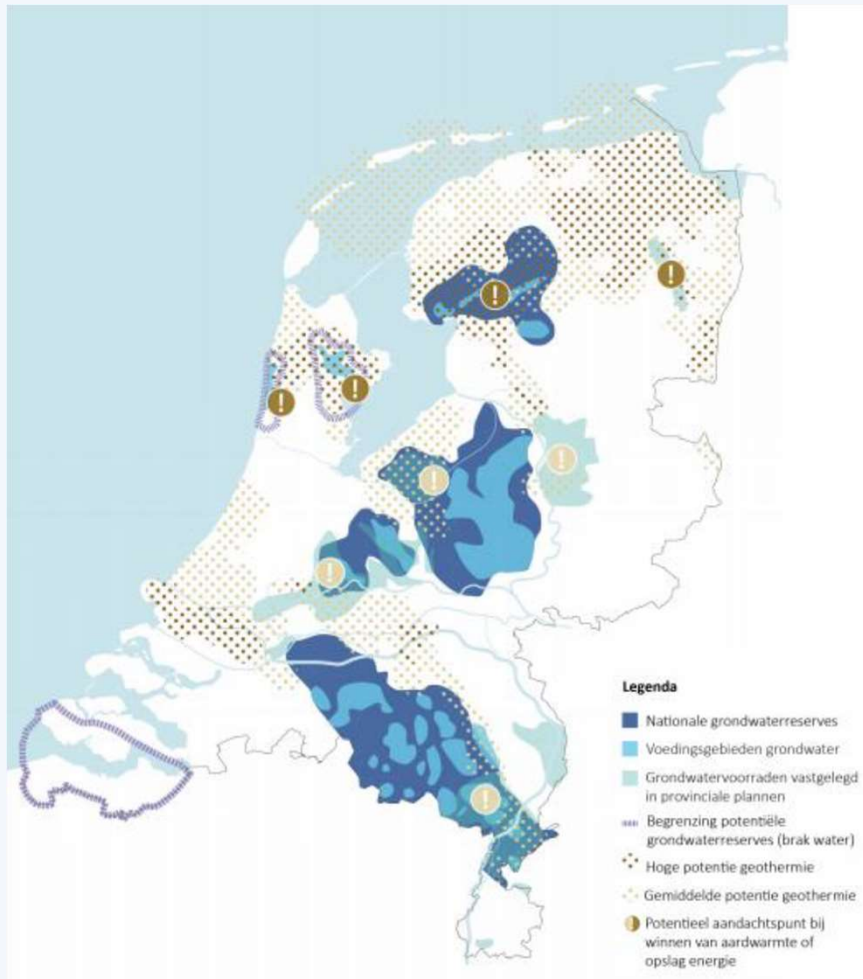 !
!
!
!
!
!
!
!
Legenda
Nationale grondwaterreserves
Voedingsgebieden grondwater
Grondwatervoorraden vastgelegd
in provinciale plannen
Begrenzing potentiële
grondwaterreserves (brak water)
Hoge potentie geothermie
Gemiddelde potentie geothermie
Potentieel aandachtspunt bij
winnen van aardwarmte of
opslag energie